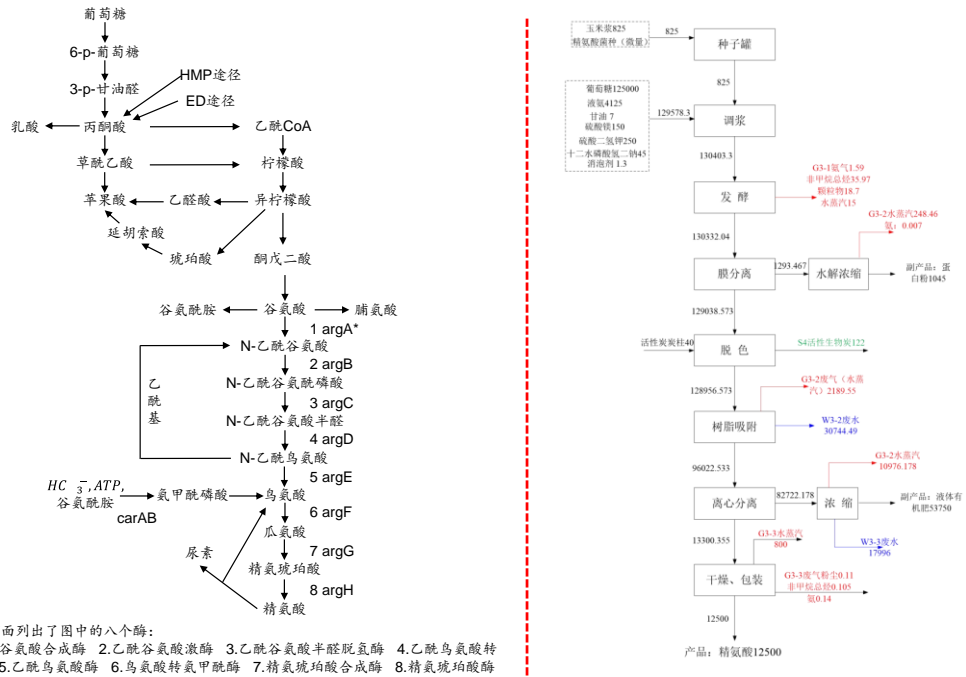 葡萄糖
6-p-葡萄糖
3-p-甘油醛
HMP途径
ED途径
乳酸
丙酮酸
乙酰CoA
草酰乙酸
柠檬酸
苹果酸
乙醛酸
异柠檬酸
延胡索酸
琥珀酸
酮戊二酸
谷氨酰胺
谷氨酸
脯氨酸
1 argA*
N-乙酰谷氨酸
2 argB
N-乙酰谷氨酰磷酸
3 argC
N-乙酰谷氨酸半醛
4 argD
N-乙酰鸟氨酸
乙酰基
5 argE
HC ₃⁻,ATP,
谷氨酰胺
氨甲酰磷酸
鸟氨酸
carAB
6 argF
瓜氨酸
7 argG
尿素
精氨琥珀酸
8 argH
精氨酸
面列出了图中的八个酶：
谷氨酸合成酶 2.乙酰谷氨酸激酶 3.乙酰谷氨酸半醛脱氢酶 4.乙酰鸟氨酸转
5.乙酰鸟氨酸酶 6.鸟氨酸转氨甲酰酶 7.精氨琥珀酸合成酶 8.精氨琥珀酸酶
玉米浆825
精氨酸菌种（微量）
825
种子罐
825
葡萄糖125000
液氨4125
甘油 7
硫酸镁150
硫酸二氢钾250
十二水磷酸氢二钠45
消泡剂 1.3
129578.3
调浆
130403.3
发 酵
G3-1氨气1.59
非甲烷总烃35.97
颗粒物18.7
水蒸汽15
130332.04
G3-2水蒸汽248.46
氨：0.007
膜分离
1293.467
水解浓缩
副产品：蛋
白粉1045
129038.573
活性炭炭柱40
脱 色
S4活性生物炭122
128956.573
G3-2废气（水蒸
汽）2189.55
树脂吸附
W3-2废水
30744.49
96022.533
G3-2水蒸汽
10976.178
离心分离
82722.178
浓 缩
副产品：液体有
机肥53750
W3-3废水
17996
13300.355
G3-3水蒸汽
800
干燥、包装
G3-3废气粉尘0.11
非甲烷总烃0.105
氨0.14
12500
产品：精氨酸12500